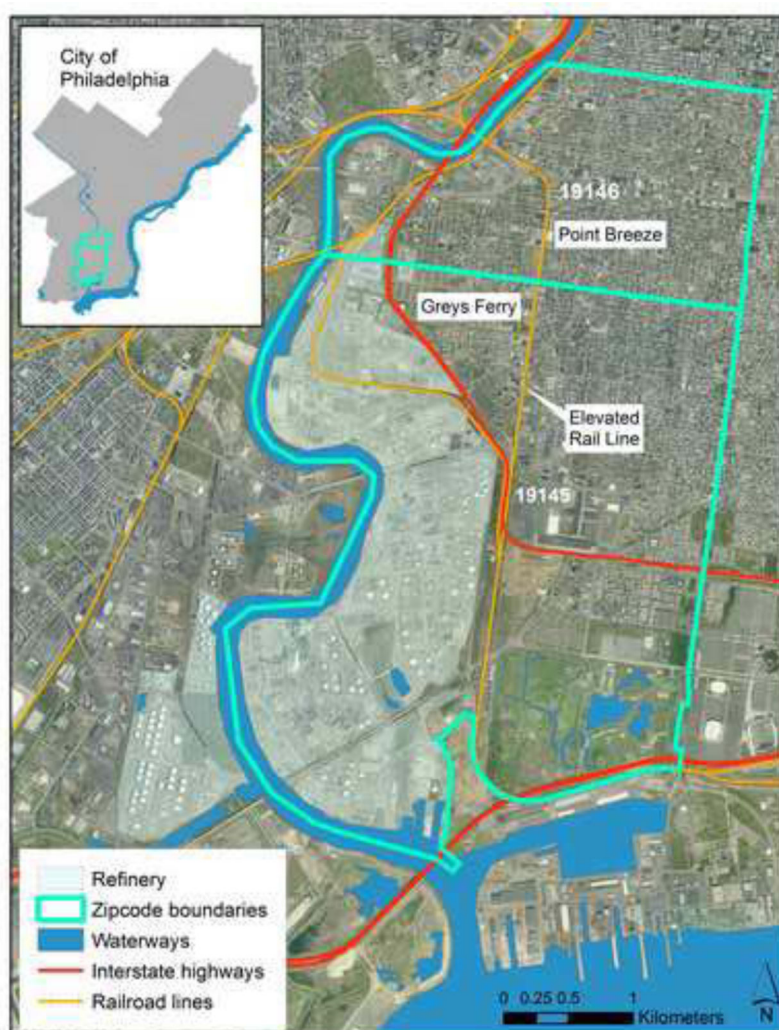 City of
Philadelphia
19146
Point Breeze
Greys Ferry
Elevated
Rail Line
19145
Refinery
Zipcode boundaries
Waterways
Interstate highways
Railroad lines
0 0.25 0.5 1
Kilometers
N